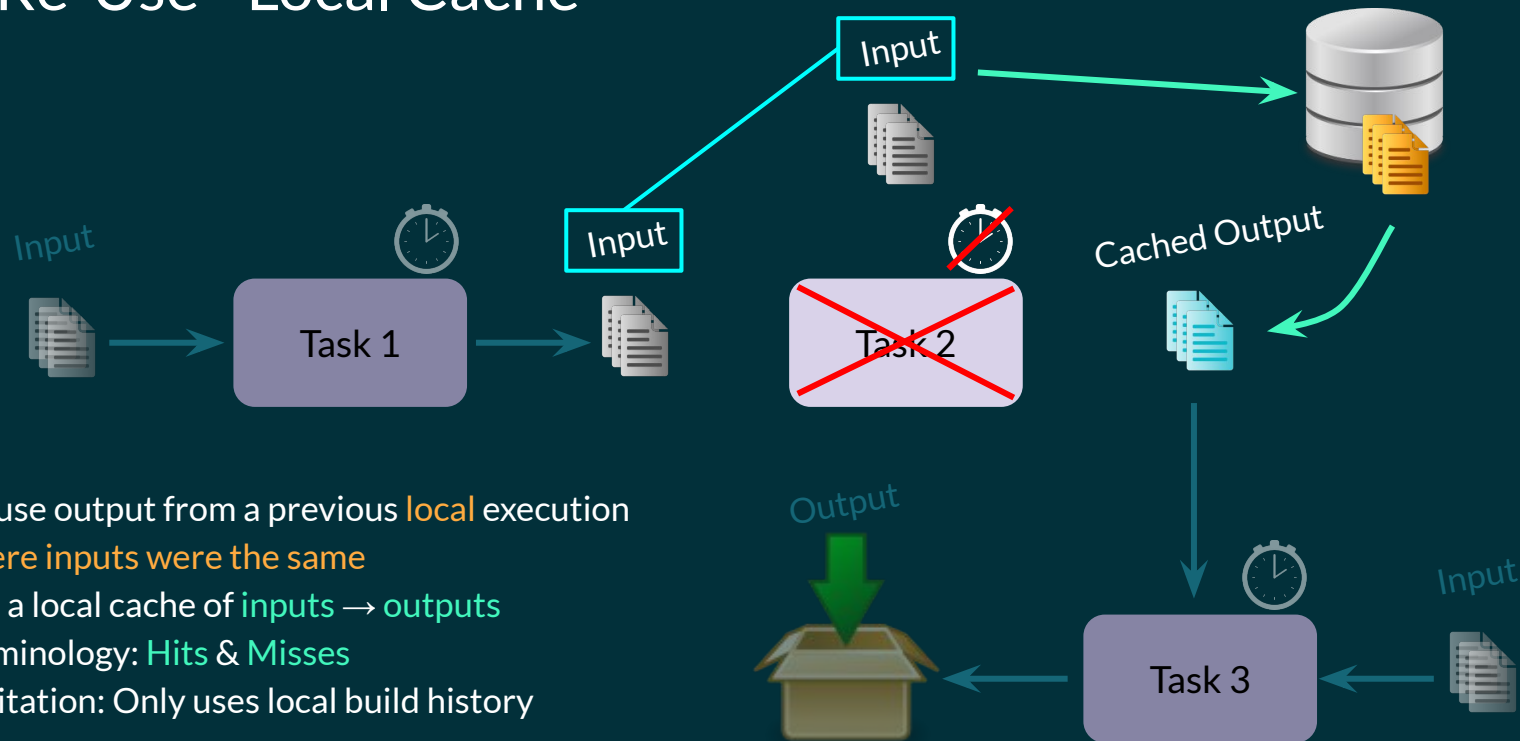 Re-Use - Local Cache
Input
Input
Input
Cached Output
Task 1
Task 2
use output from a previous local execution
ere inputs were the same
a local cache of inputs → outputs
minology: Hits & Misses
itation: Only uses local build history
Output
Input
Task 3